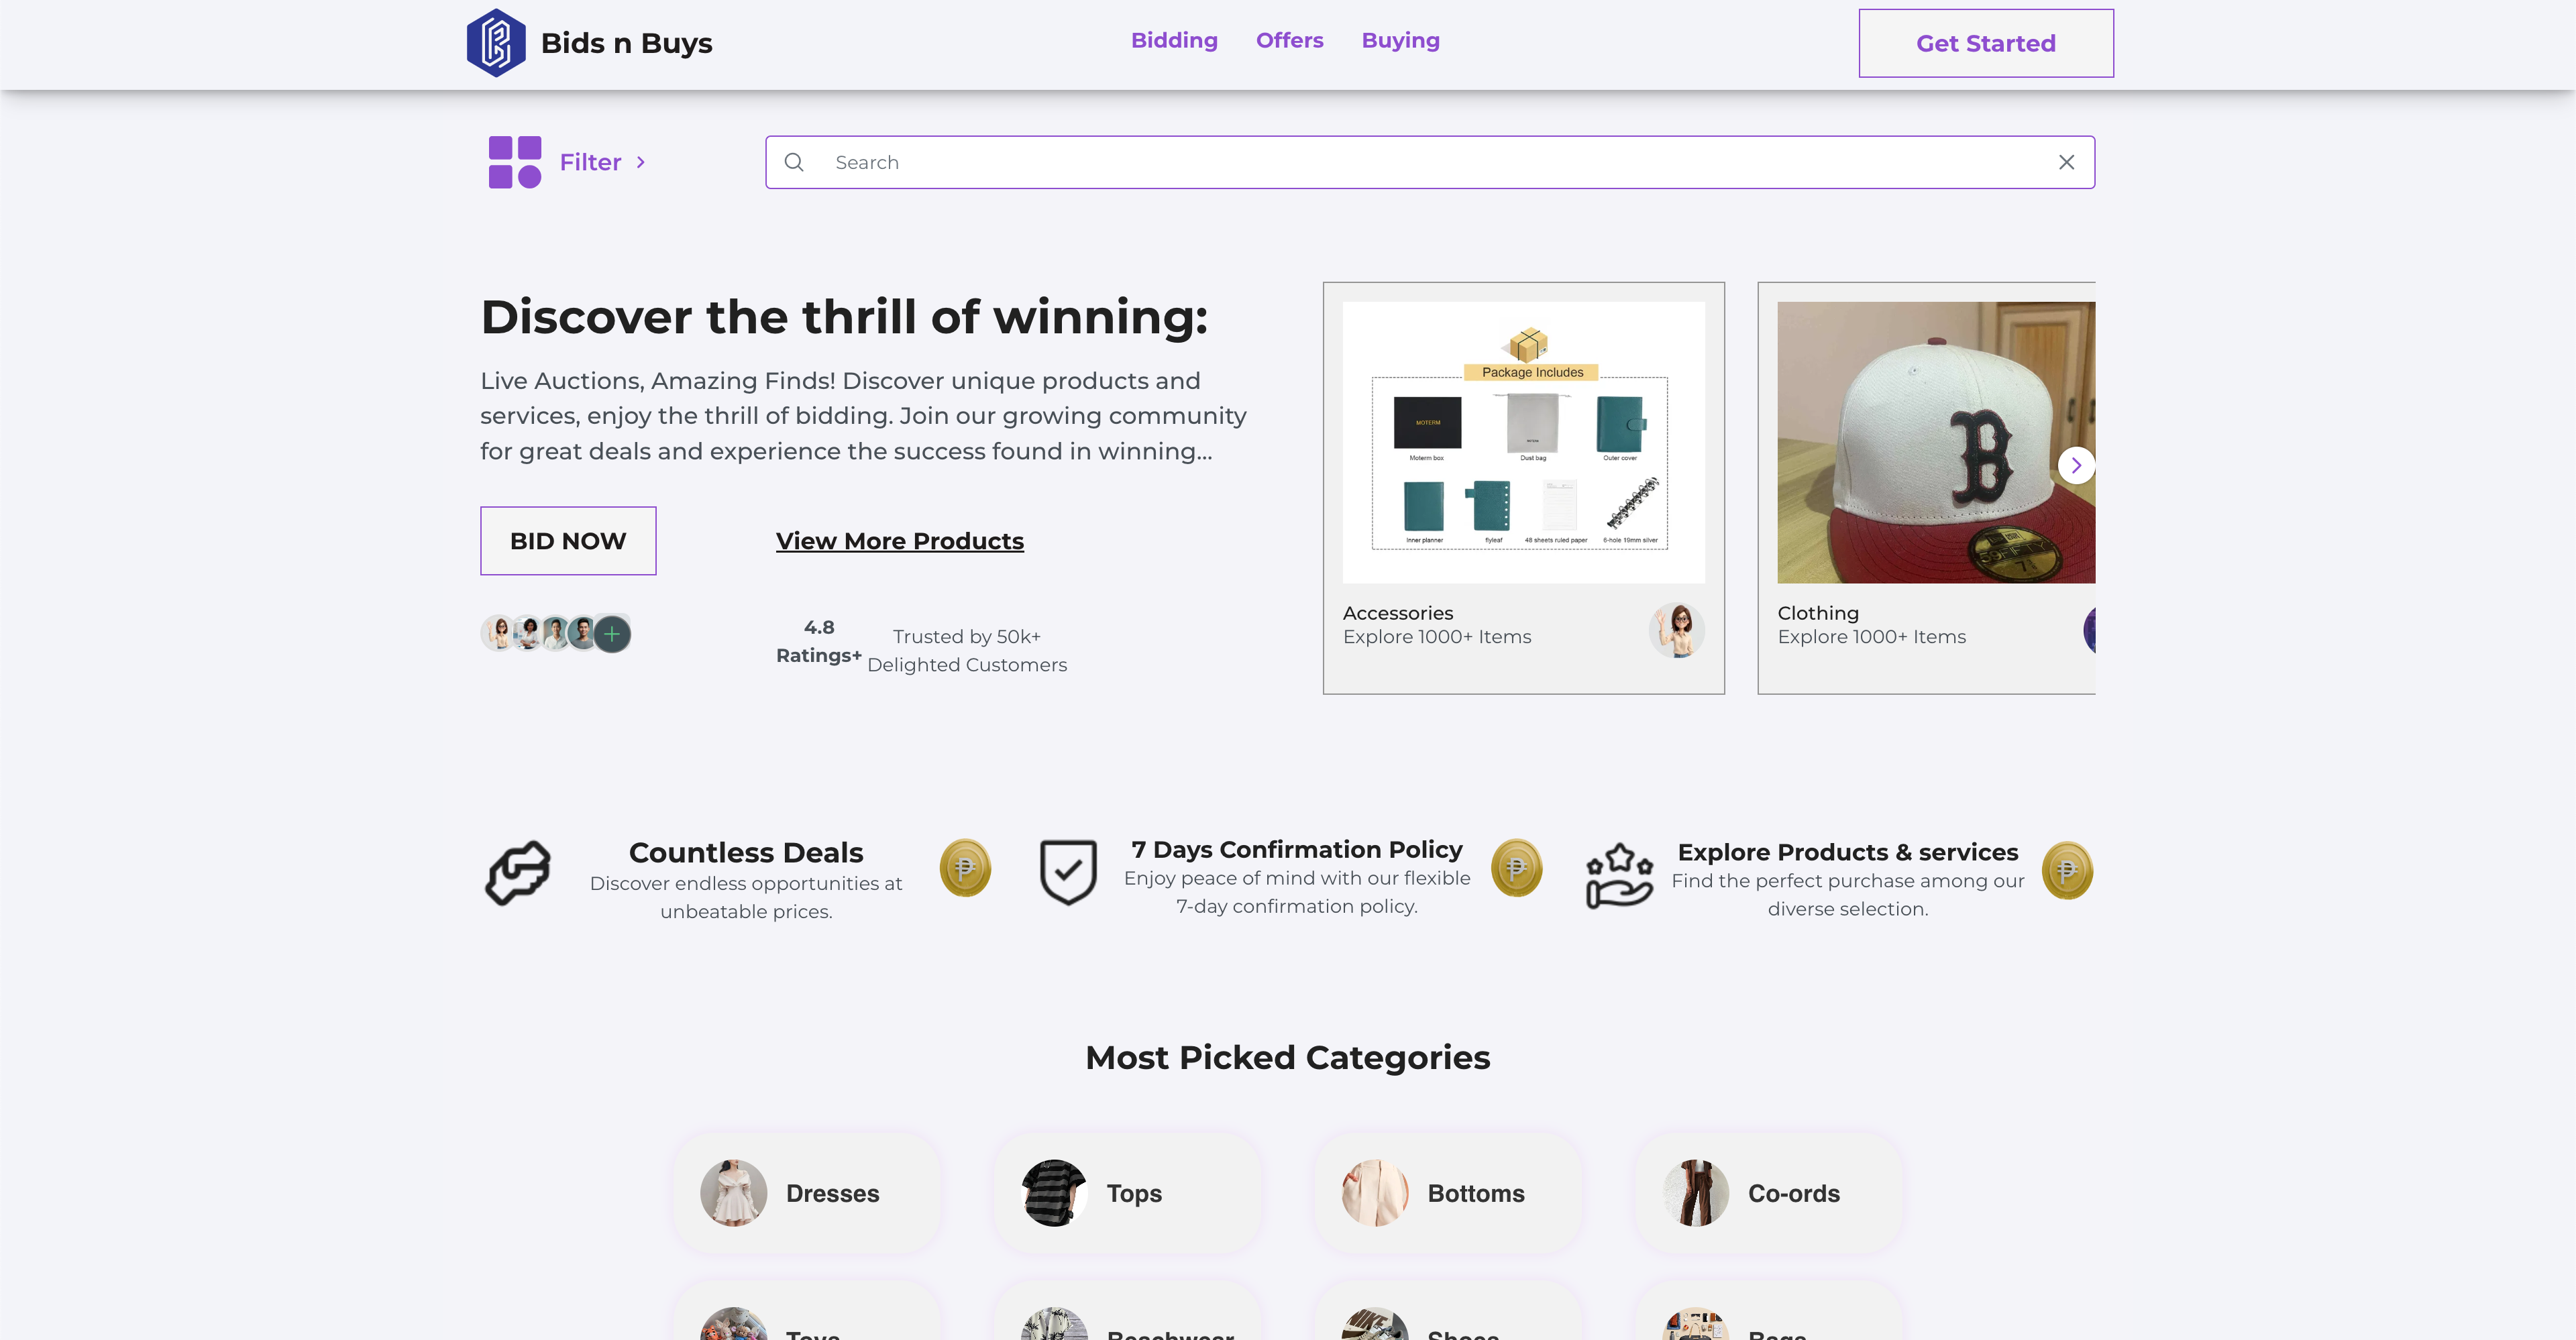 Bids n Buys
Bidding
Offers
Buying
Get Started
Filter
Search
Discover the thrill of winning:
Live Auctions, Amazing Finds! Discover unique products and
services, enjoy the thrill of bidding. Join our growing community
for great deals and experience the success found in winning...
BID NOW
View More Products
4.8
Ratings+
Trusted by 50k+
Delighted Customers
Package Includes
MOTERM
Moterm box
Dust bag
Outer cover
Inner planner
flyleaf
48 sheets ruled paper
6-hole 19mm silver
Accessories
Explore 1000+ Items
B
59FIFTY
Clothing
Explore 1000+ Items
Countless Deals
Discover endless opportunities at
unbeatable prices.
7 Days Confirmation Policy
Enjoy peace of mind with our flexible
7-day confirmation policy.
Explore Products & services
Find the perfect purchase among our
diverse selection.
Most Picked Categories
Dresses
Tops
Bottoms
Co-ords
Toys
Beachwear
Shoes
Bags